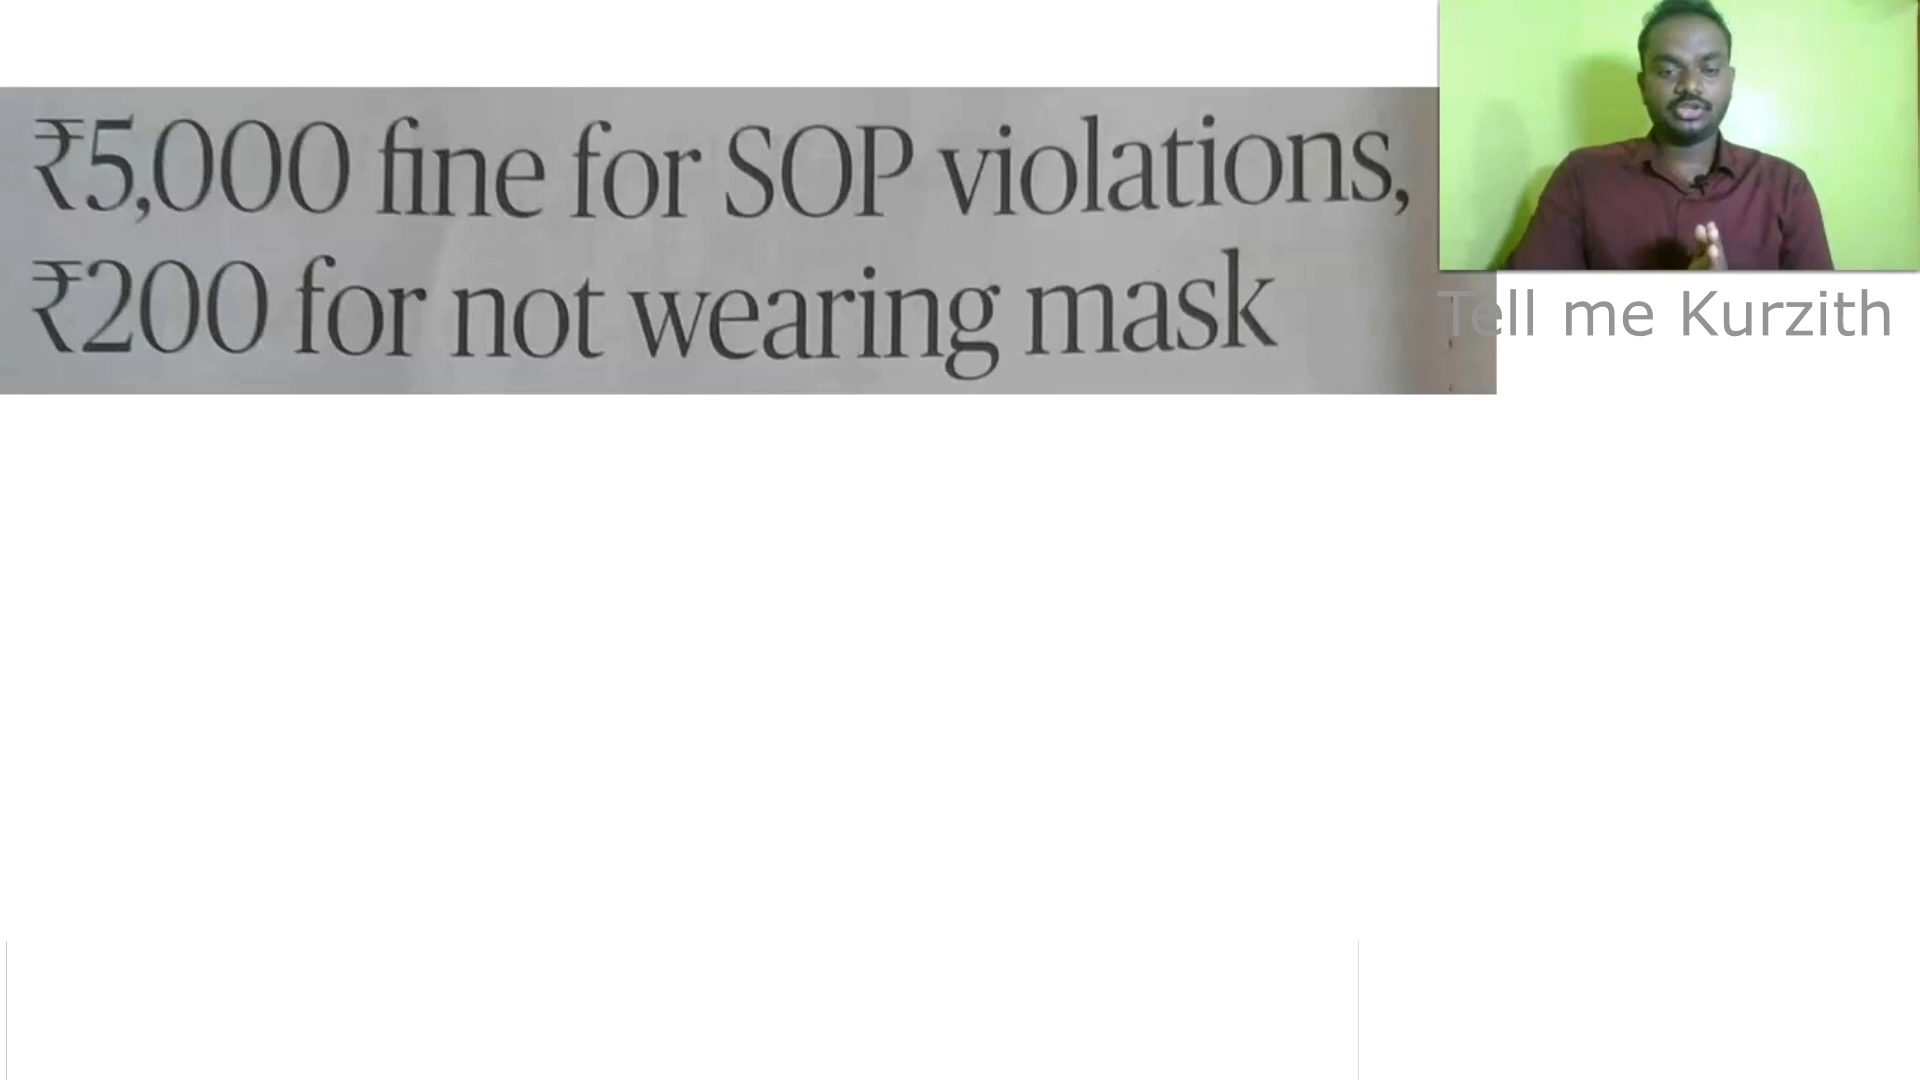 ₹5,000 fine for SOP violations,
₹200 for not wearing mask
Tell me Kurzith